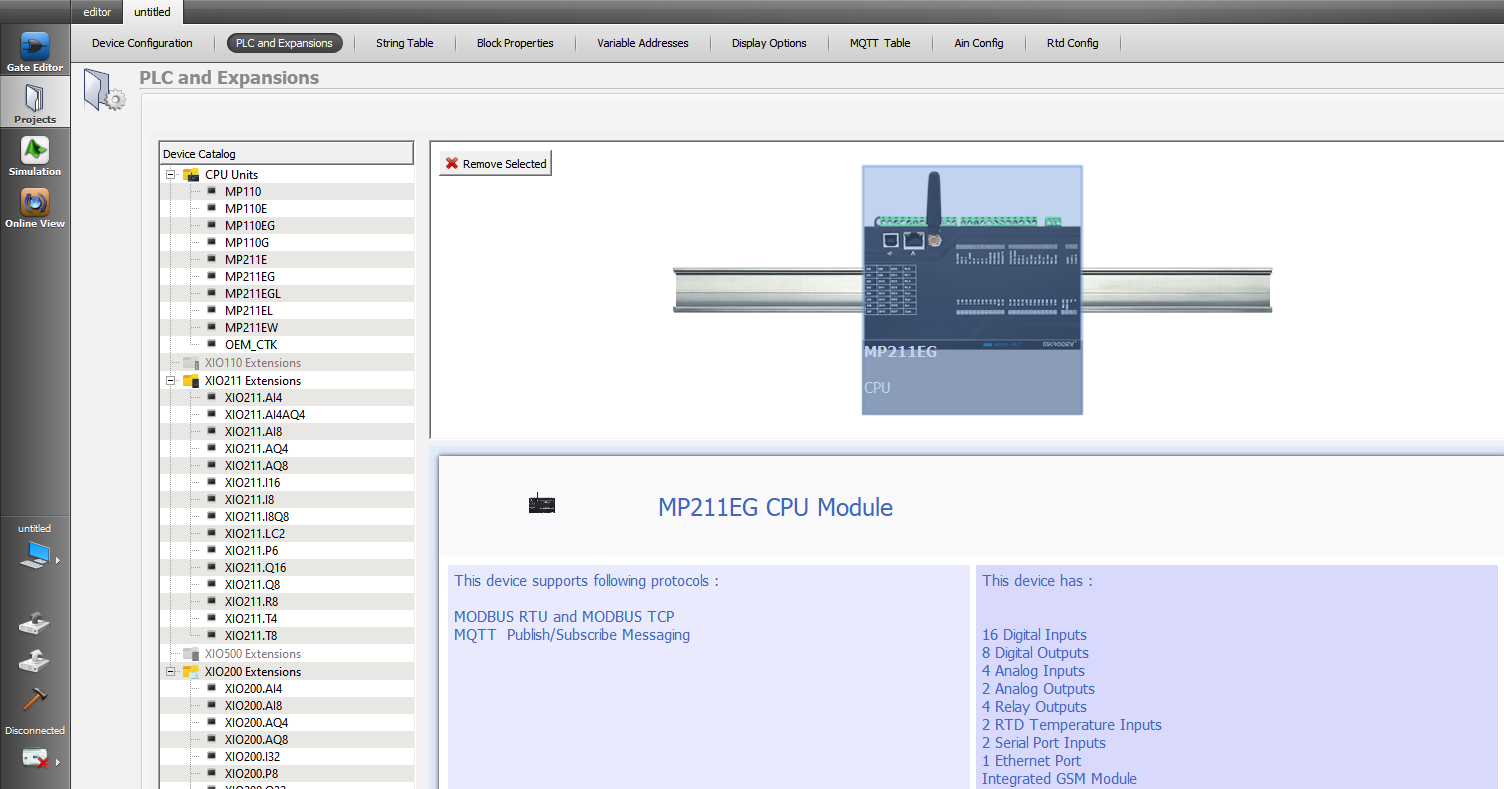 editor
untitled
Device Configuration
PLC and Expansions
String Table
Block Properties
Variable Addresses
Display Options
MQTT Table
Ain Config
Rtd Config
Gate Editor
Projects
Simulation
Online View
untitled
Disconnected
PLC and Expansions
Device Catalog
CPU Units
MP110
MP110E
MP110EG
MP110G
MP211E
MP211EG
MP211EGL
MP211EL
MP211EW
OEM_CTK
XIO110 Extensions
XIO211 Extensions
XIO211.AI4
XIO211.AI4AQ4
XIO211.AI8
XIO211.AQ4
XIO211.AQ8
XIO211.I16
XIO211.I8
XIO211.I8Q8
XIO211.LC2
XIO211.P6
XIO211.Q16
XIO211.Q8
XIO211.R8
XIO211.T4
XIO211.T8
XIO500 Extensions
XIO200 Extensions
XIO200.AI4
XIO200.AI8
XIO200.AQ4
XIO200.AQ8
XIO200.I32
XIO200.P8
Remove Selected
MIKRODEV
MP211EG
CPU
MP211EG CPU Module
This device supports following protocols :
MODBUS RTU and MODBUS TCP
MQTT Publish/Subscribe Messaging
This device has :
16 Digital Inputs
8 Digital Outputs
4 Analog Inputs
2 Analog Outputs
4 Relay Outputs
2 RTD Temperature Inputs
2 Serial Port Inputs
1 Ethernet Port
Integrated GSM Module